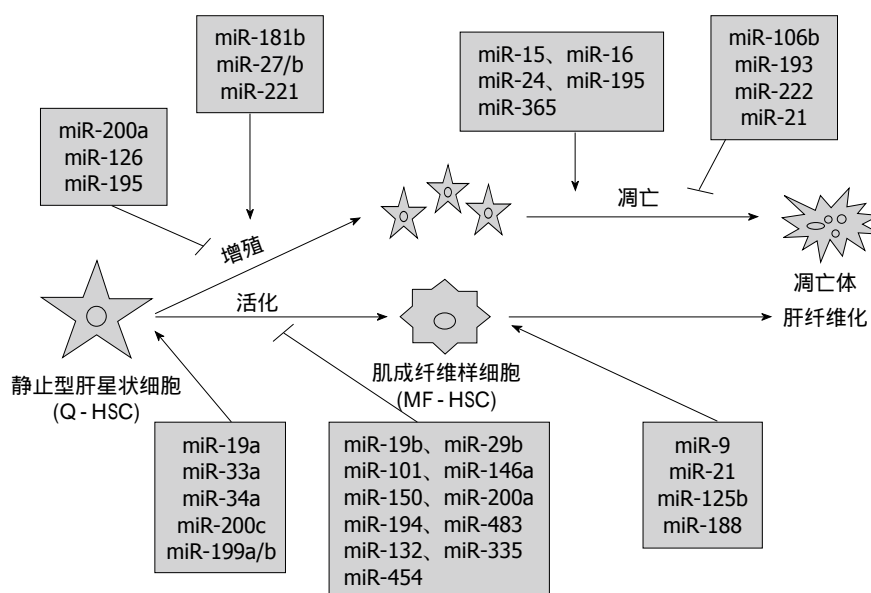 miR-181b
miR-27/b
miR-221
miR-15、miR-16
miR-24、miR-195
miR-365
miR-106b
miR-193
miR-222
miR-21
miR-200a
miR-126
miR-195
增殖
凋亡
凋亡体
活化
肝纤维化
静止型肝星状细胞
(Q - HSC)
肌成纤维样细胞
(MF - HSC)
miR-19a
miR-33a
miR-34a
miR-200c
miR-199a/b
miR-19b、miR-29b
miR-101、miR-146a
miR-150、miR-200a
miR-194、miR-483
miR-132、miR-335
miR-454
miR-9
miR-21
miR-125b
miR-188